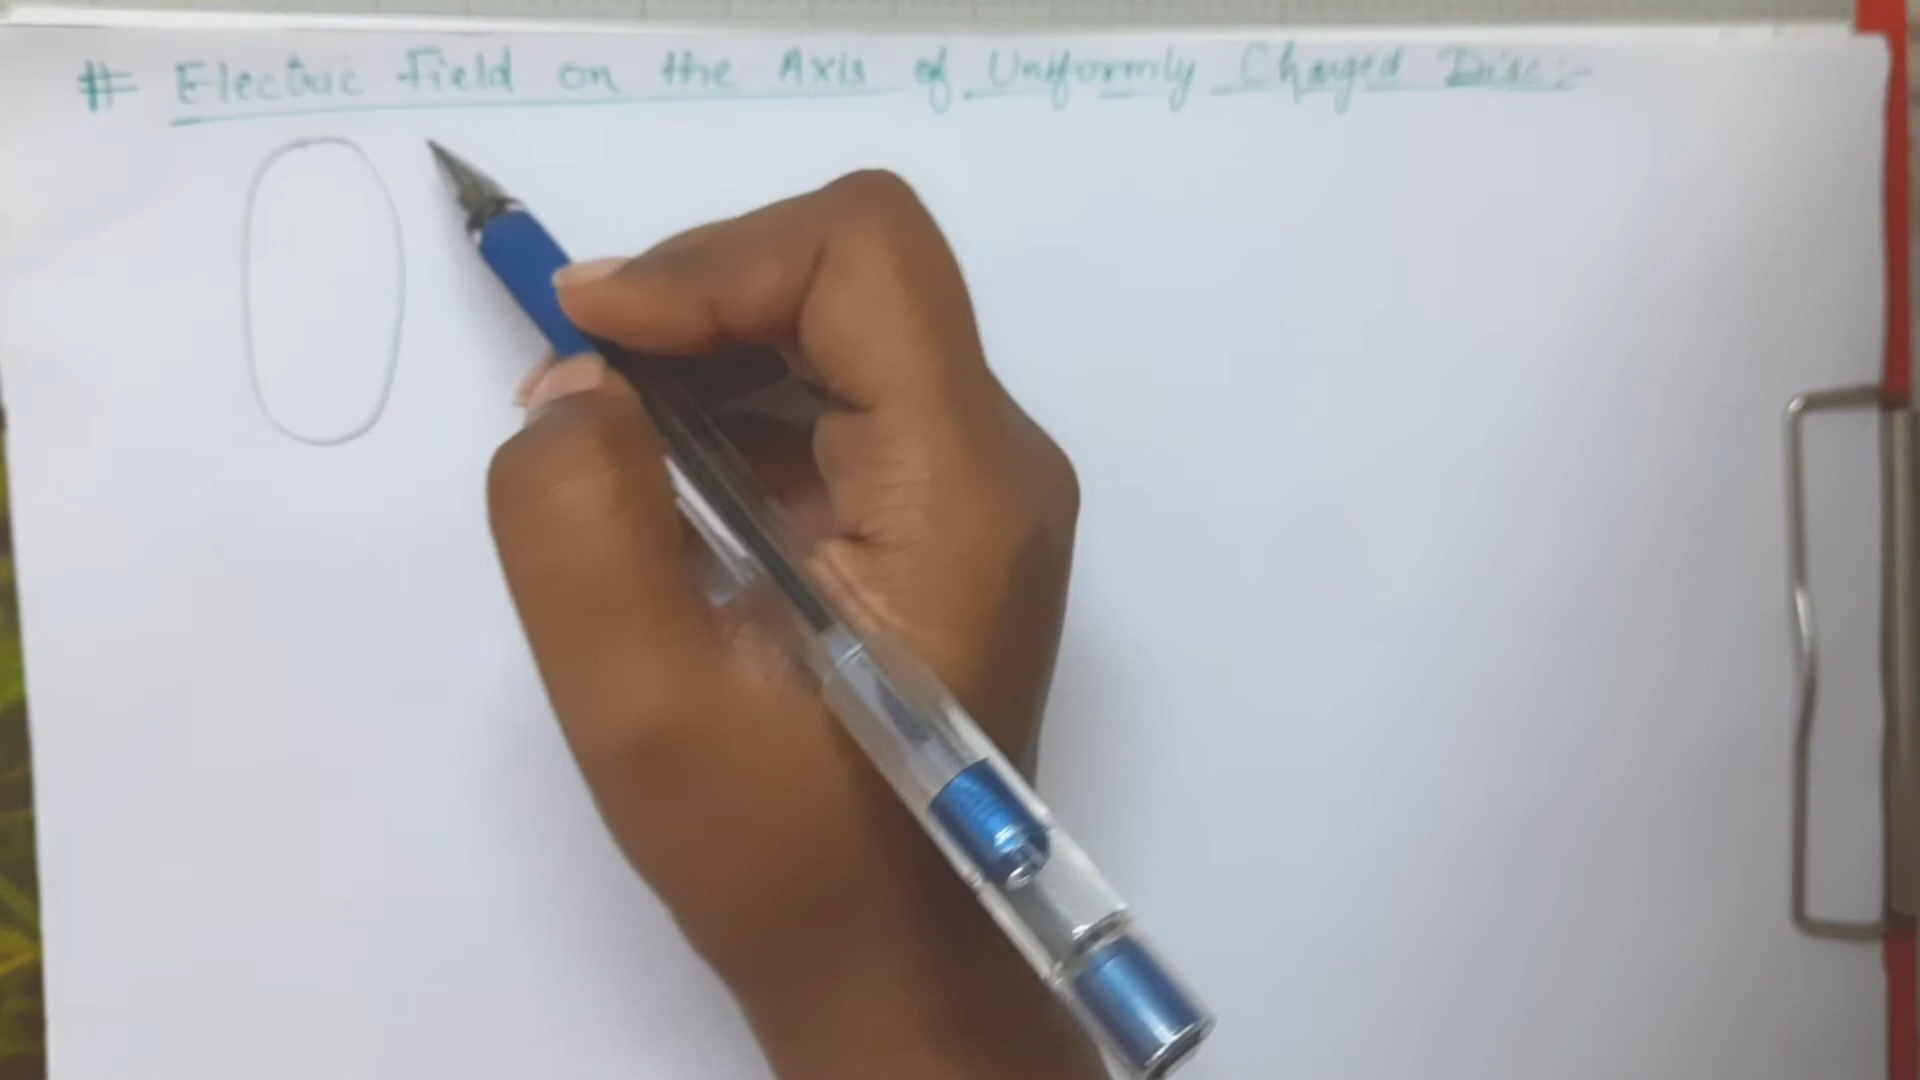 # Electric Field on the Axis of Uniformly Charged Disc:-